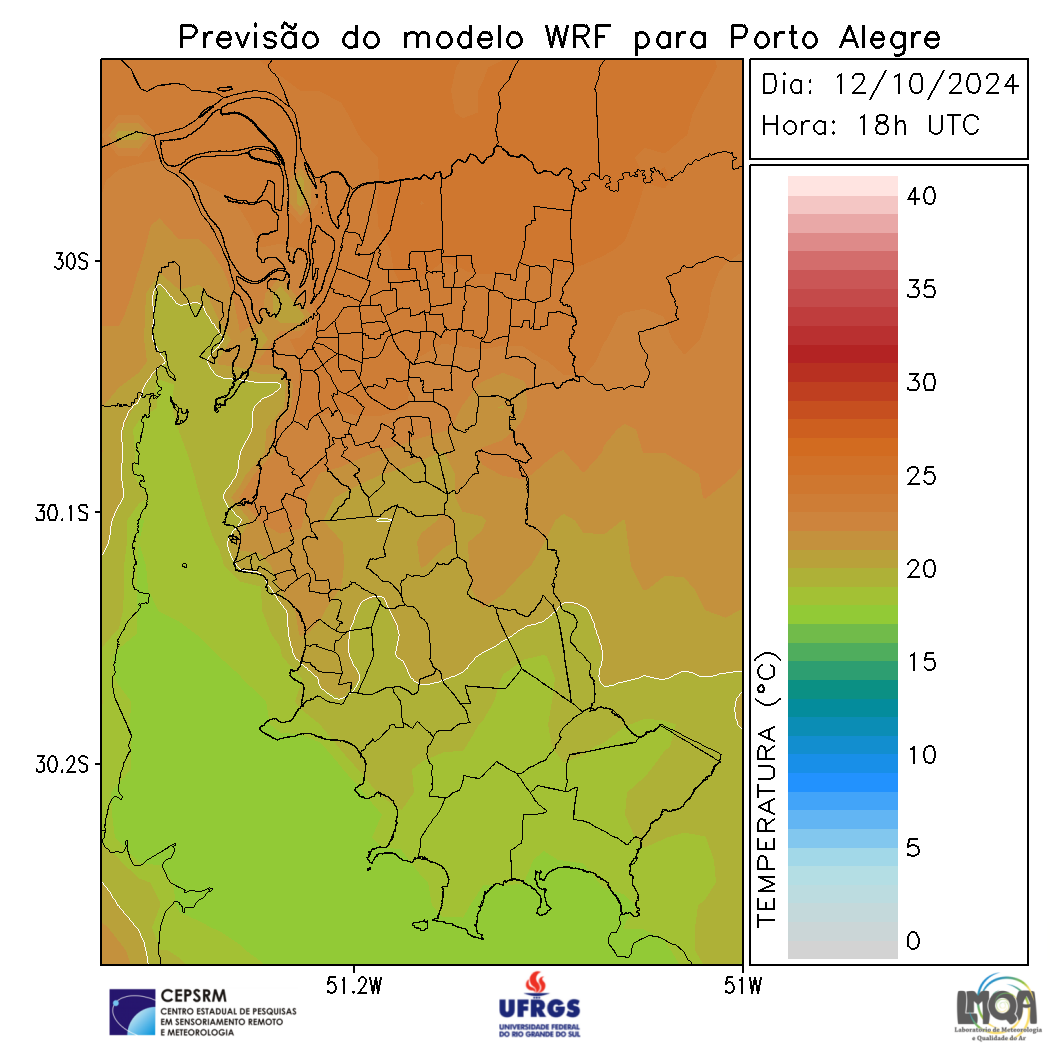 Previsão do modelo WRF para Porto Alegre
Dia: 12/10/2024
Hora: 18h UTC
40
35
30
25
20
15
10
5
0
TEMPERATURA (°C)
30S
30.1S
30.2S
51.2W
51W
CEPSRM
CENTRO ESTADUAL DE PESQUISAS
EM SENSORIAMENTO REMOTO
E METEOROLOGIA
UFRGS
UNIVERSIDADE FEDERAL
DO RIO GRANDE DO SUL
LMQA
Laboratório de Meteorologia
e Qualidade do Ar